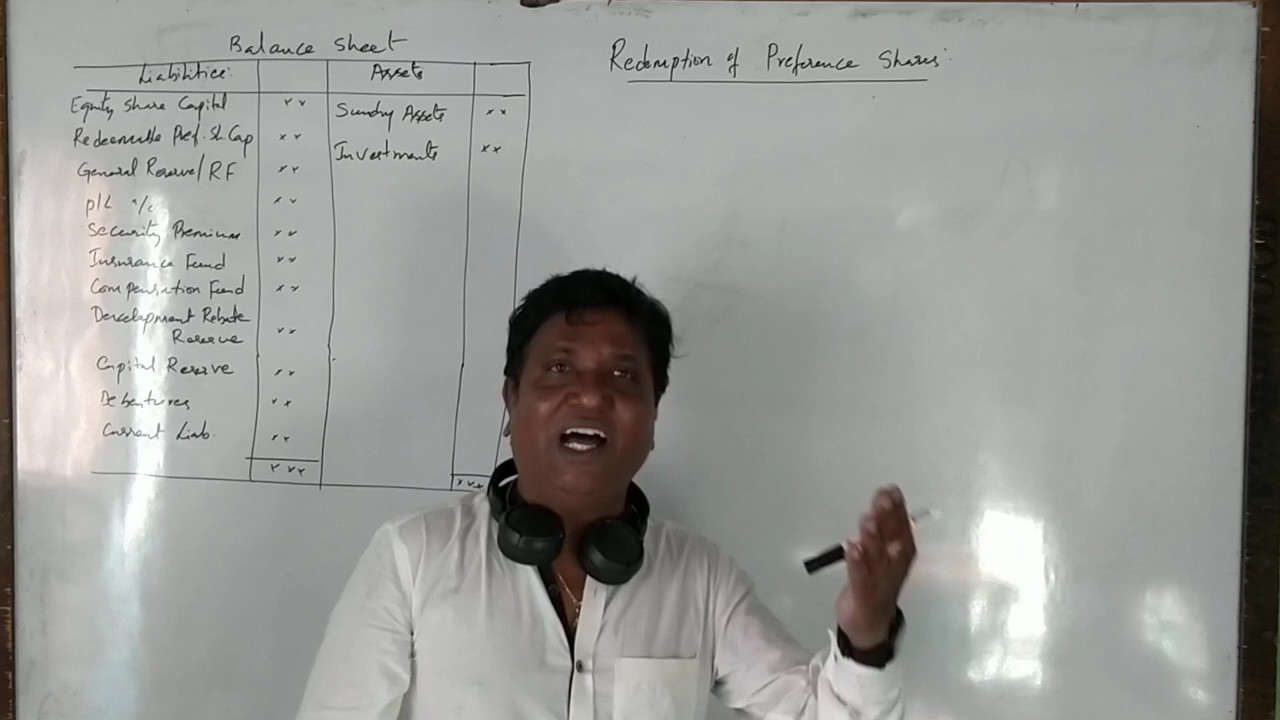 Balance Sheet
Liabilities. Assets
Equity Share Capital xx Sundry Assets xx
Redeemable Pref. Sh. Cap xx Investments xx
General Reserve/RF xx
P/L A/c xx
Security Premium xx
Insurance Fund xx
Compensation Fund xx
Development Rebate
Reserve xx
Capital Reserve xx
Debentures xx
Current Liab. xx
xxx xxx
Redemption of Preference Shares: